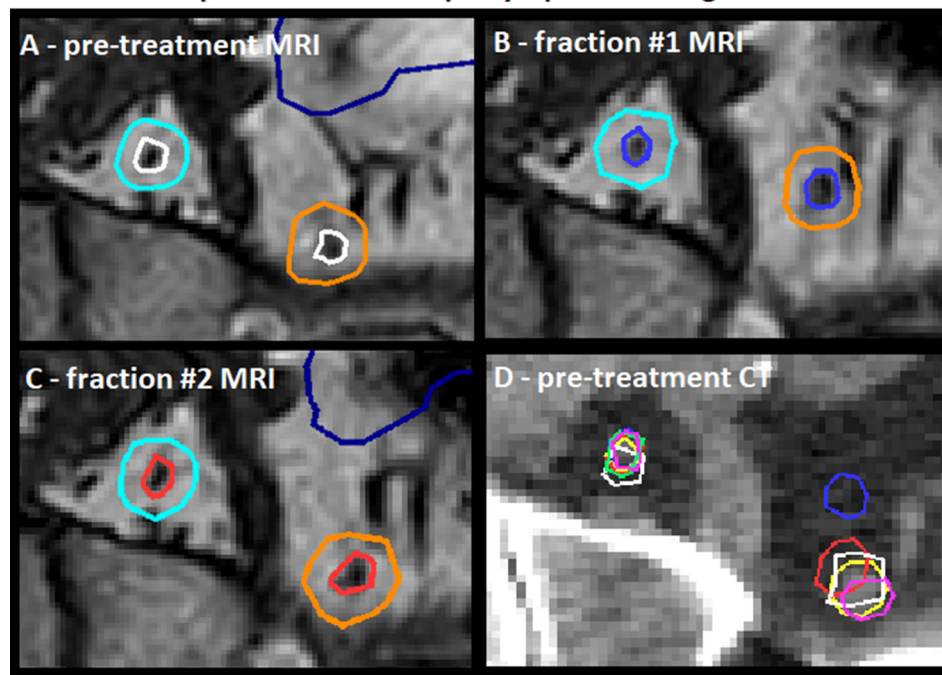 A - pre-treatment MRI
B - fraction #1 MRI
C - fraction #2 MRI
D - pre-treatment CT